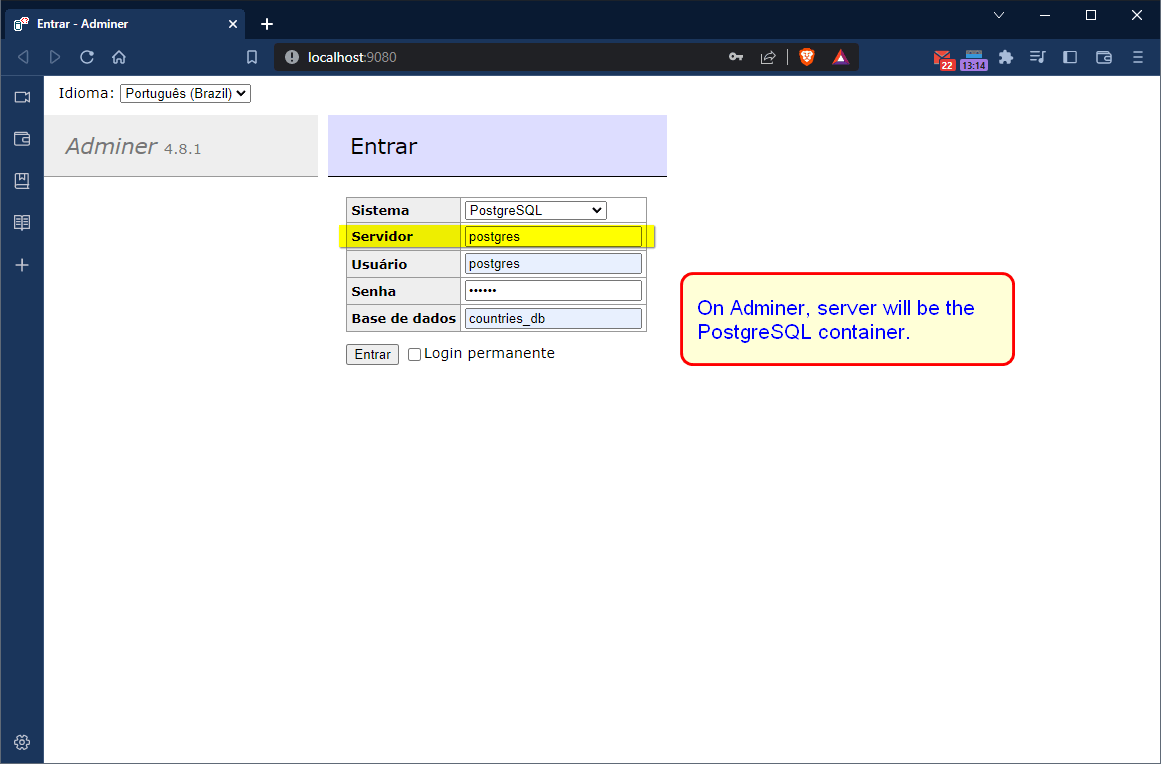 Entrar - Adminer
localhost:9080
22
13:14
Idioma: Português (Brazil)
Adminer 4.8.1
Entrar
Sistema PostgreSQL
Servidor postgres
Usuário postgres
Senha ••••••
Base de dados countries_db
Entrar Login permanente
On Adminer, server will be the
PostgreSQL container.